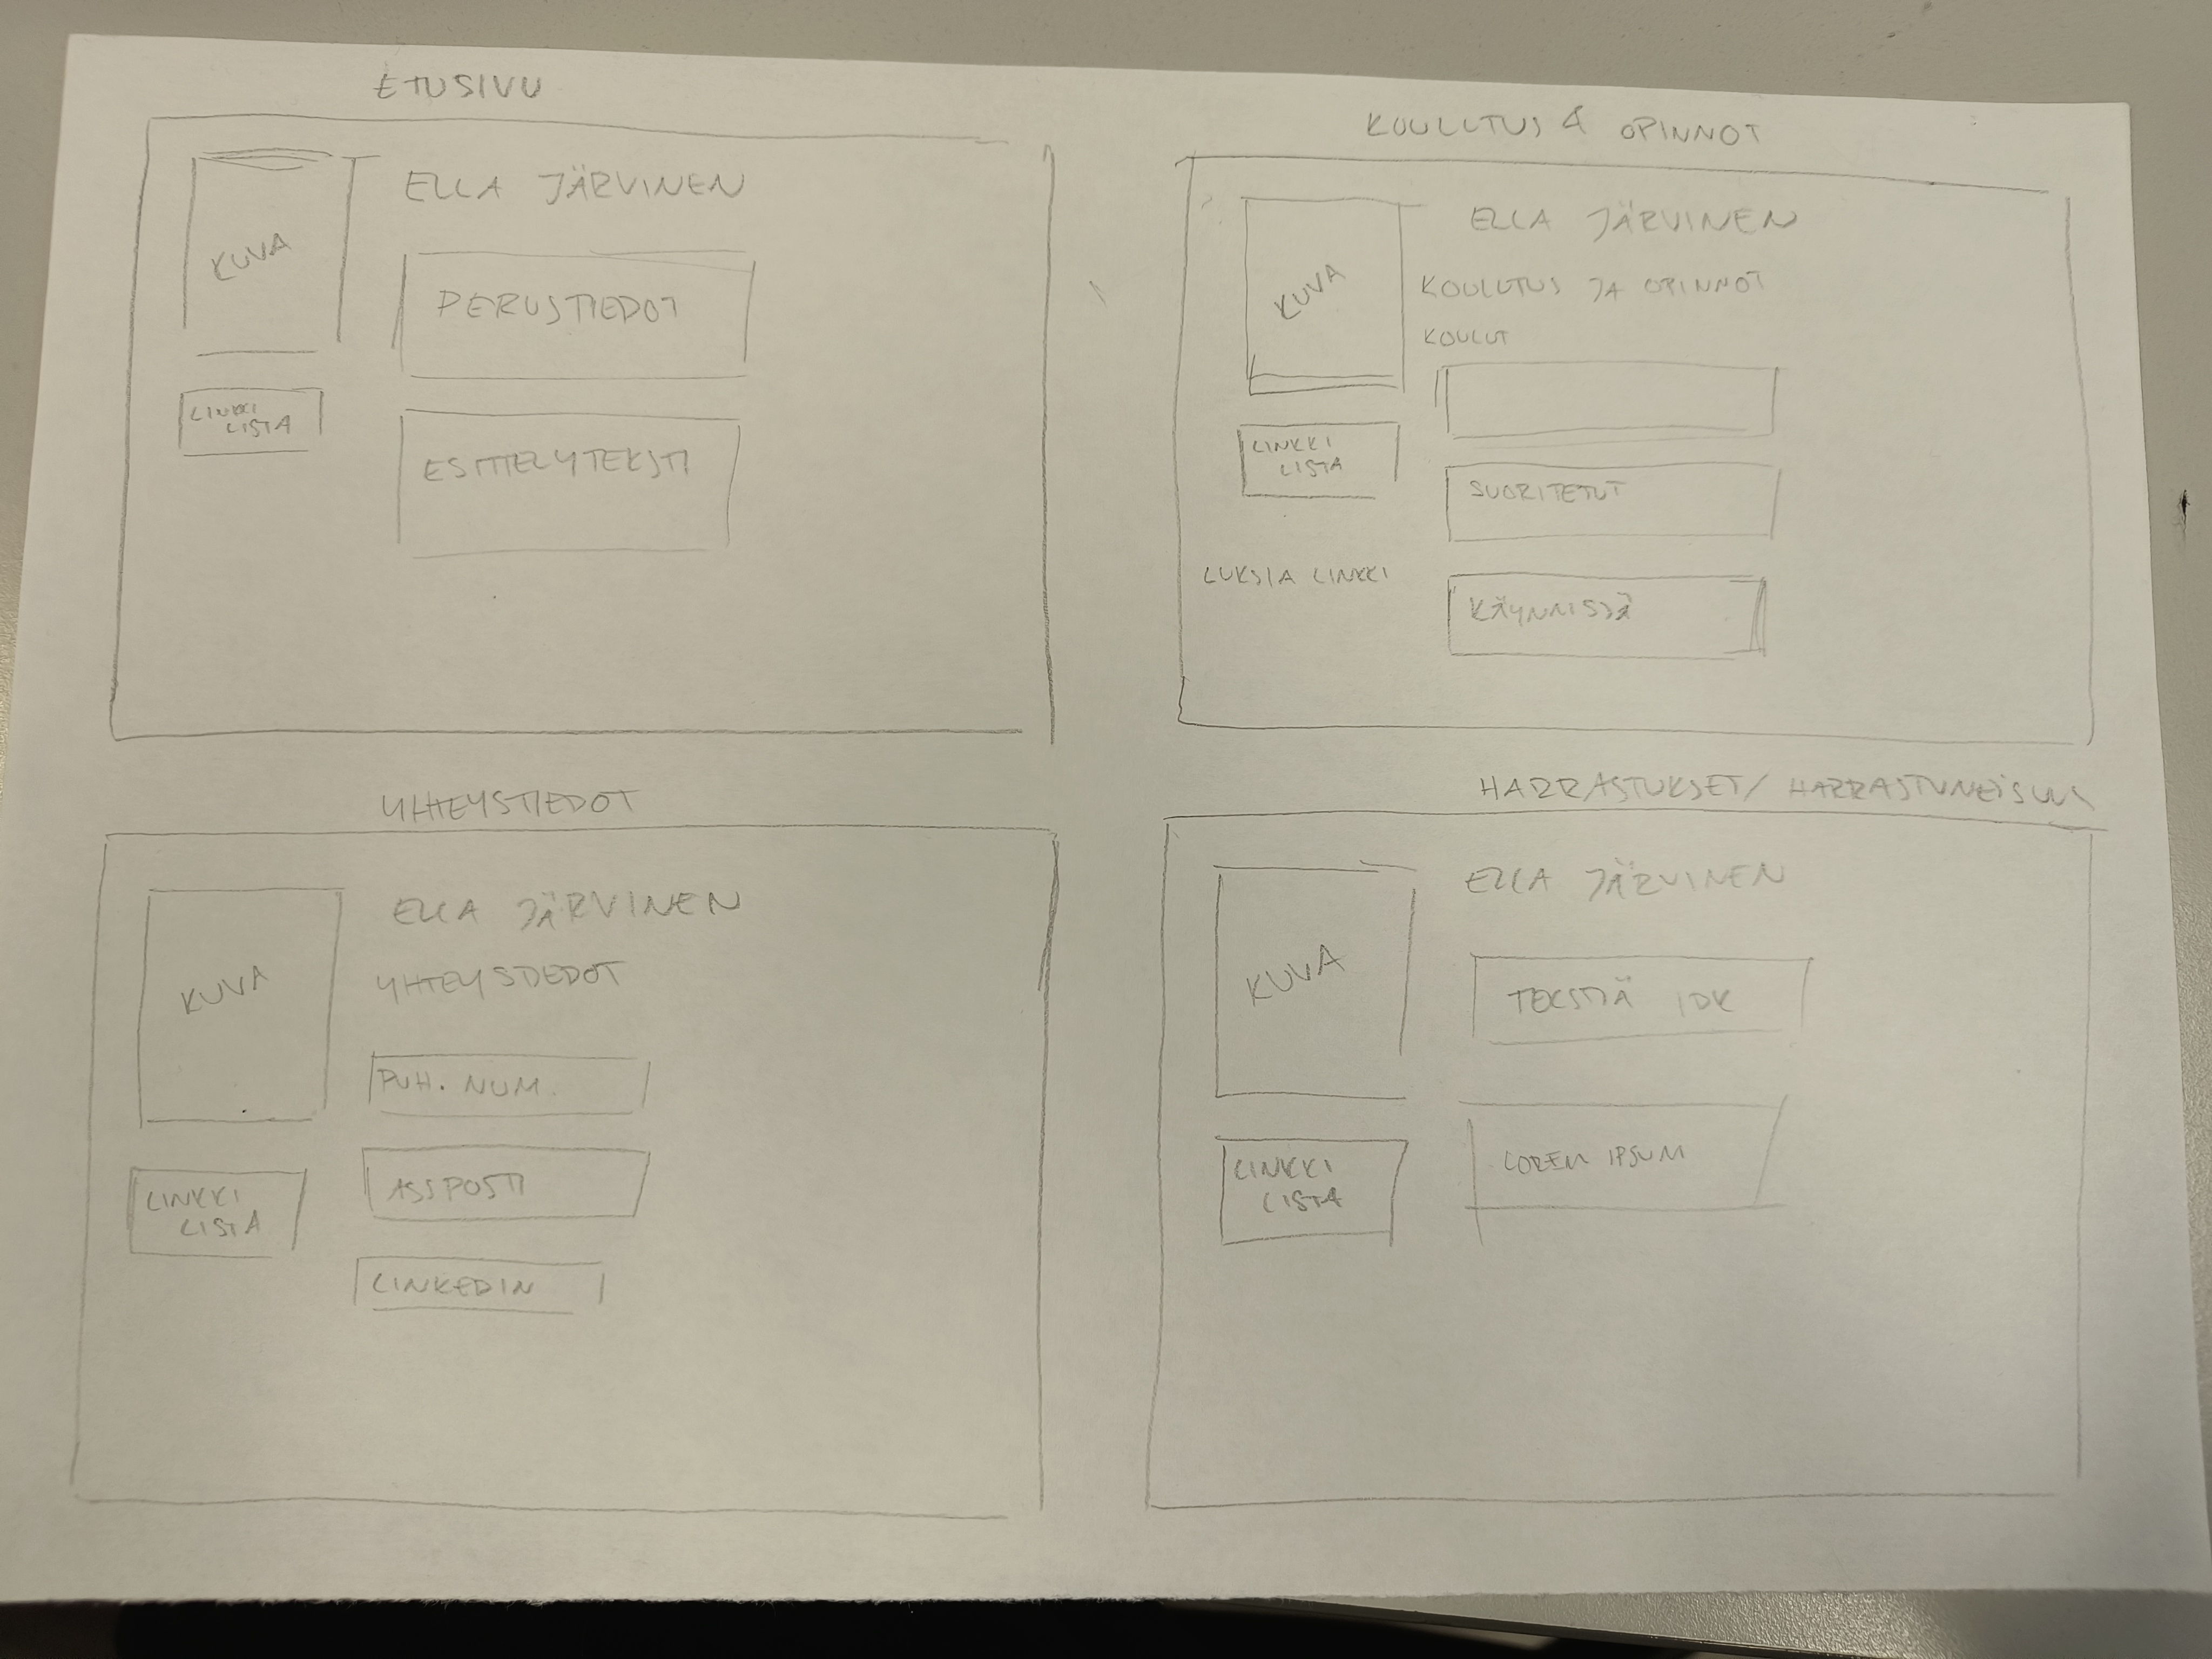 ETUSIVU
ELLA JÄRVINEN
KUVA
PERUSTIEDOT
LINKKI
LISTA
ESITTELYTEKSTI
KOULUTUS & OPINNOT
ELLA JÄRVINEN
KUVA
KOULUTUS JA OPINNOT
KOULUT
LINKKI
LISTA
SUORITETUT
LUKSIA LINKKI
KÄYNNISSÄ
YHTEYSTIEDOT
ELLA JÄRVINEN
KUVA
YHTEYSTIEDOT
PUH. NUM.
LINKKI
LISTA
ASSPOSTI
LINKEDIN
HARRASTUKSET/ HARRASTUNEISUUS
ELLA JÄRVINEN
KUVA
TEKSTIÄ IDK
LINKKI
LISTA
LOREM IPSUM